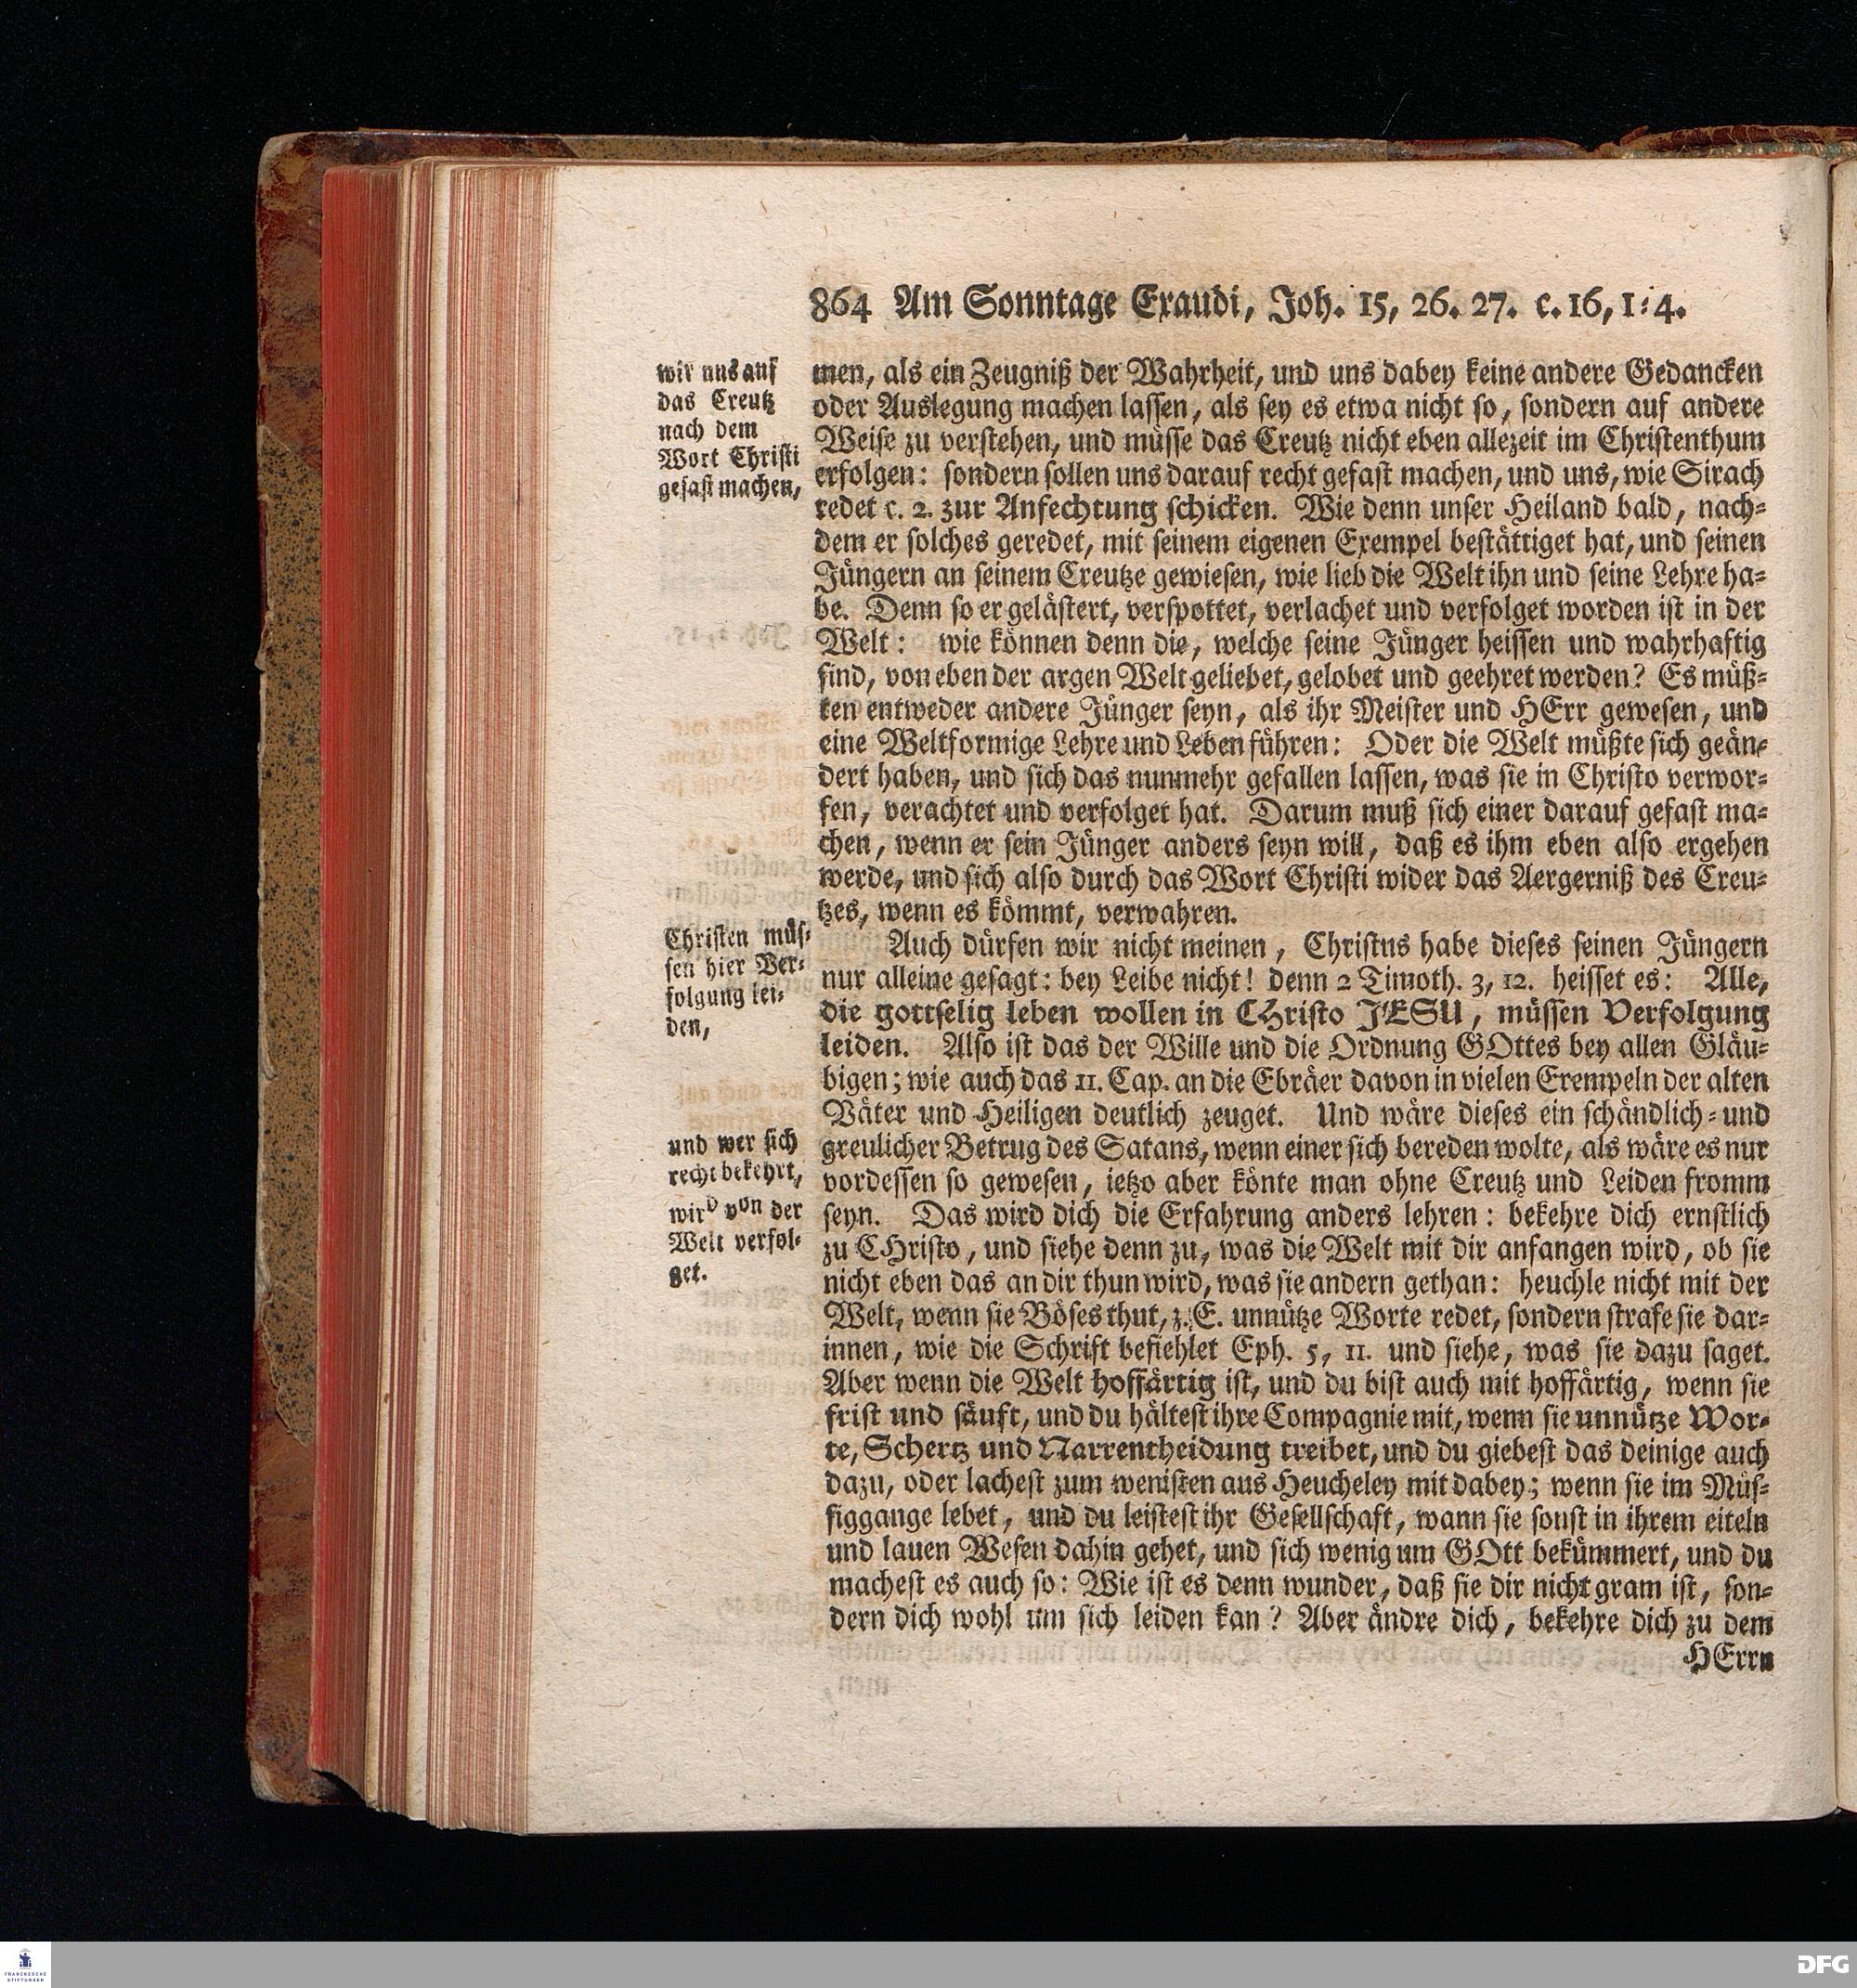 864 Am Sonntage Exaudi, Joh. 15, 26. 27. c. 16, 1⸗4.
wir uns auf
das Creutz
nach dem
Wort Christi
gefast machen,
men, als ein Zeugniß der Wahrheit, und uns dabey keine andere Gedancken
oder Auslegung machen lassen, als sey es etwa nicht so, sondern auf andere
Weise zu verstehen, und müsse das Creutz nicht eben allezeit im Christenthum
erfolgen: sondern sollen uns darauf recht gefast machen, und uns, wie Sirach
redet c. 2. zur Anfechtung schicken. Wie denn unser Heiland bald, nach⸗
dem er solches geredet, mit seinem eigenen Exempel bestättiget hat, und seinen
Jüngern an seinem Creutze gewiesen, wie lieb die Welt ihn und seine Lehre ha⸗
be. Denn so er gelästert, verspottet, verlachet und verfolget worden ist in der
Welt: wie können denn die, welche seine Jünger heissen und wahrhaftig
sind, von eben der argen Welt geliebet, gelobet und geehret werden? Es müß⸗
ten entweder andere Jünger seyn, als ihr Meister und HErr gewesen, und
eine Weltformige Lehre und Leben führen: Oder die Welt müßte sich geän⸗
dert haben, und sich das nunmehr gefallen lassen, was sie in Christo verwor⸗
fen, verachtet und verfolget hat. Darum muß sich einer darauf gefast ma⸗
chen, wenn er sein Jünger anders seyn will, daß es ihm eben also ergehen
werde, und sich also durch das Wort Christi wider das Aergerniß des Creu⸗
tzes, wenn es kömmt, verwahren.
Christen müs⸗
sen hier Ver⸗
folgung lei⸗
den,
Auch dürfen wir nicht meinen, Christus habe dieses seinen Jüngern
nur alleine gesagt: bey Leibe nicht! denn 2 Timoth. 3, 12. heisset es: Alle,
die gottselig leben wollen in CHristo JESU, müssen Verfolgung
leiden. Also ist das der Wille und die Ordnung GOttes bey allen Gläu⸗
bigen; wie auch das 11. Cap. an die Ebräer davon in vielen Exempeln der alten
Väter und Heiligen deutlich zeuget. Und wäre dieses ein schändlich⸗und
und wer sich
recht bekehrt,
wird von der
Welt verfol⸗
get.
greulicher Betrug des Satans, wenn einer sich bereden wolte, als wäre es nur
vordessen so gewesen, ietzo aber könte man ohne Creutz und Leiden fromm
seyn. Das wird dich die Erfahrung anders lehren: bekehre dich ernstlich
zu CHristo, und siehe denn zu, was die Welt mit dir anfangen wird, ob sie
nicht eben das an dir thun wird, was sie andern gethan: heuchle nicht mit der
Welt, wenn sie Böses thut, z. E. unnütze Worte redet, sondern strafe sie dar⸗
innen, wie die Schrift befiehlet Eph. 5, 11. und siehe, was sie dazu saget.
Aber wenn die Welt hoffärtig ist, und du bist auch mit hoffärtig, wenn sie
frist und säuft, und du hältest ihre Compagnie mit, wenn sie unnütze Wor⸗
te, Schertz und Narrentheidung treibet, und du giebest das deinige auch
dazu, oder lachest zum wenisten aus Heucheley mit dabey; wenn sie im Müs⸗
siggange lebet, und du leistest ihr Gesellschaft, wann sie sonst in ihrem eiteln
und lauen Wesen dahin gehet, und sich wenig um GOtt bekümmert, und du
machest es auch so: Wie ist es denn wunder, daß sie dir nicht gram ist, son⸗
dern dich wohl um sich leiden kan? Aber ändre dich, bekehre dich zu dem
HErrn
FRANCKESCHE
STIFTUNGEN
DFG